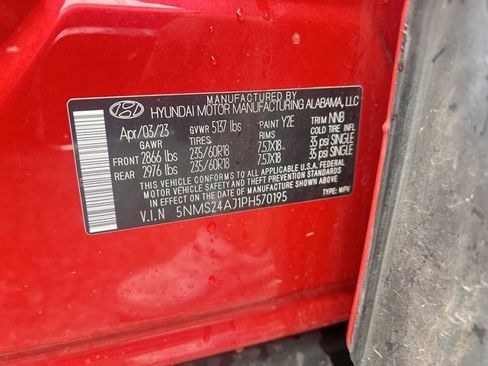 MANUFACTURED BY
HYUNDAI MOTOR MANUFACTURING ALABAMA, LLC
Apr/03/23 GVWR 5137 lbs PAINT Y2E TRIM NNB
GAWR TIRES RIMS COLD TIRE INFL.
FRONT 2866 lbs 235/60R18 7.5JX18 35 psi SINGLE
REAR 2976 lbs 235/60R18 7.5JX18 35 psi SINGLE
THIS VEHICLE CONFORMS TO ALL APPLICABLE U.S.FEDERAL
MOTOR VEHICLE SAFETY AND THEFT PREVENTION
STANDARDS IN EFFECT ON THE DATE OF MANUFACTURE
SHOWN ABOVE.
V.I.N 5NMS24AJ1PH570195 TYPE: MPV